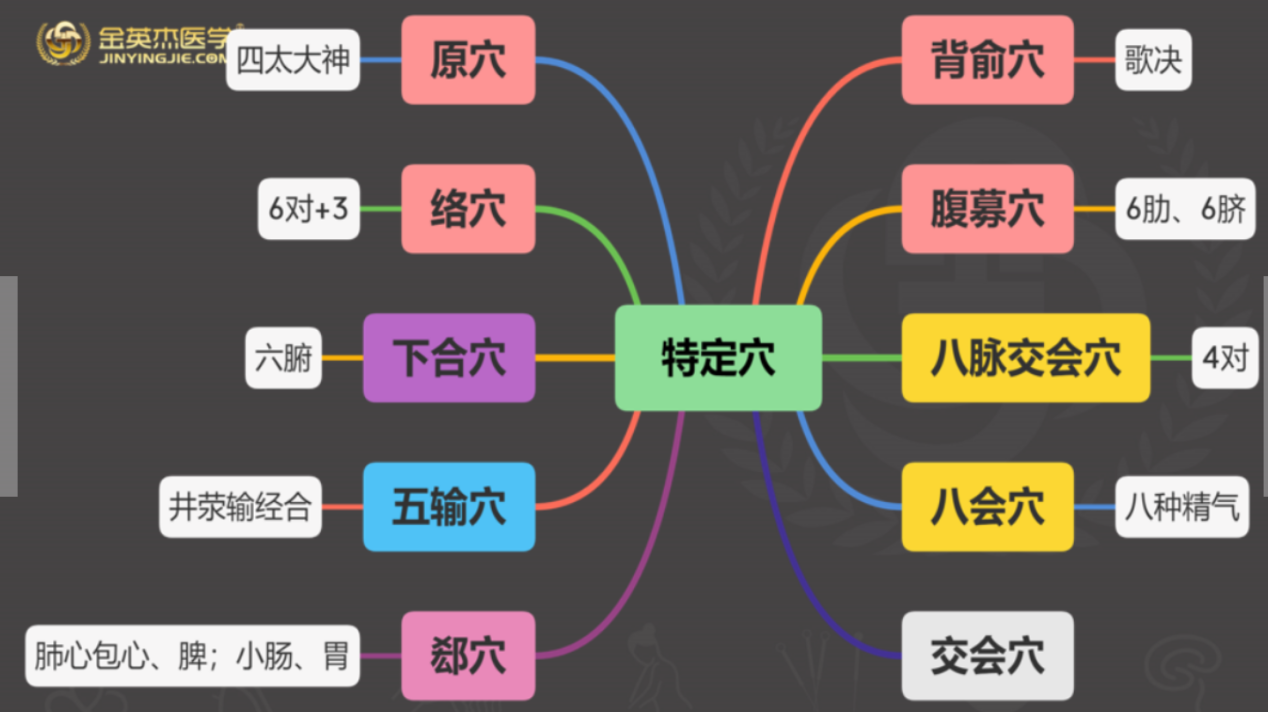 金英杰医学
JINYINGJIE.COM
四太大神
原穴
背俞穴
歌决
6对+3
络穴
腹募穴
6肋、6脐
六腑
下合穴
特定穴
八脉交会穴
4对
井荥输经合
五输穴
八会穴
八种精气
肺心包心、脾；小肠、胃
郄穴
交会穴